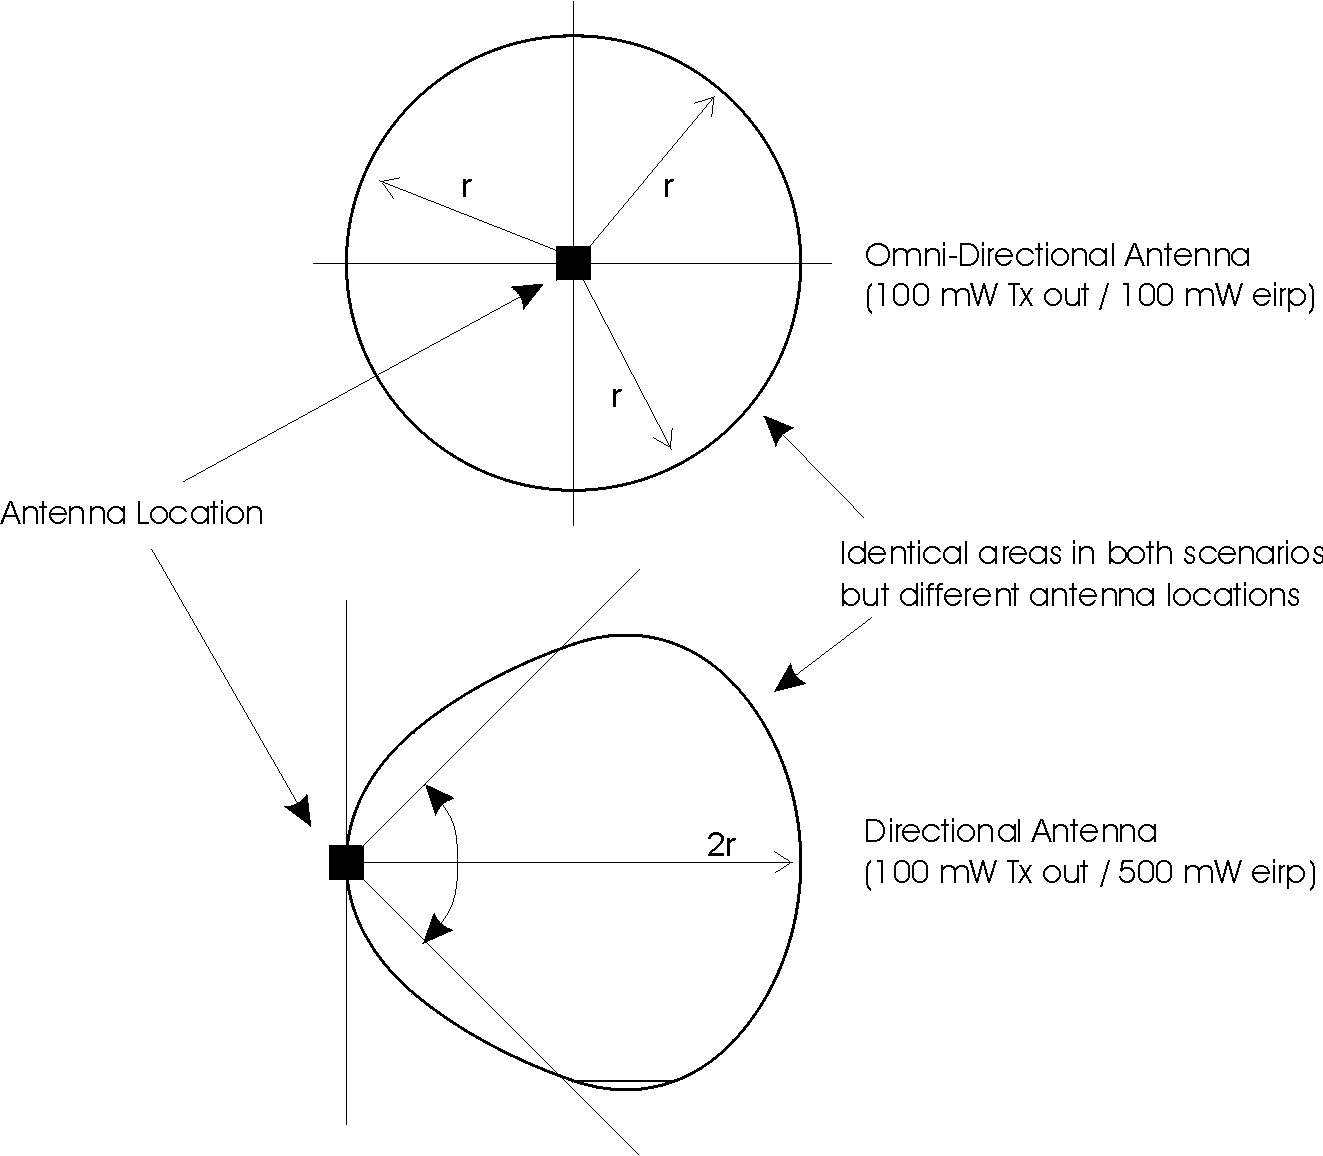 r
r
r
Omni-Directional Antenna
(100 mW Tx out / 100 mW eirp)
Antenna Location
Identical areas in both scenarios
but different antenna locations
2r
Directional Antenna
(100 mW Tx out / 500 mW eirp)